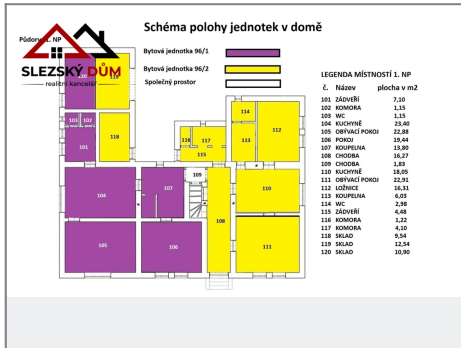 Schéma polohy jednotek v domě
Půdorys 1. NP
SLEZSKÝ DŮM
realitní kancelář
Bytová jednotka 96/1
Bytová jednotka 96/2
Společný prostor
LEGENDA MÍSTNOSTÍ 1. NP
č. Název plocha v m2
101 ZÁDVEŘÍ 7,10
102 KOMORA 1,15
103 WC 1,15
104 KUCHYNĚ 23,40
105 OBÝVACÍ POKOJ 22,88
106 POKOJ 19,44
107 KOUPELNA 13,80
108 CHODBA 16,27
109 CHODBA 1,83
110 KUCHYNĚ 18,05
111 OBÝVACÍ POKOJ 22,91
112 LOŽNICE 16,31
113 KOUPELNA 6,03
114 WC 2,98
115 ZÁDVEŘÍ 4,48
116 KOMORA 1,22
117 KOMORA 4,10
118 SKLAD 9,54
119 SKLAD 12,54
120 SKLAD 10,90
120
119
103
102
118
101
114
112
116
117
113
115
109
104
107
108
110
105
106
111